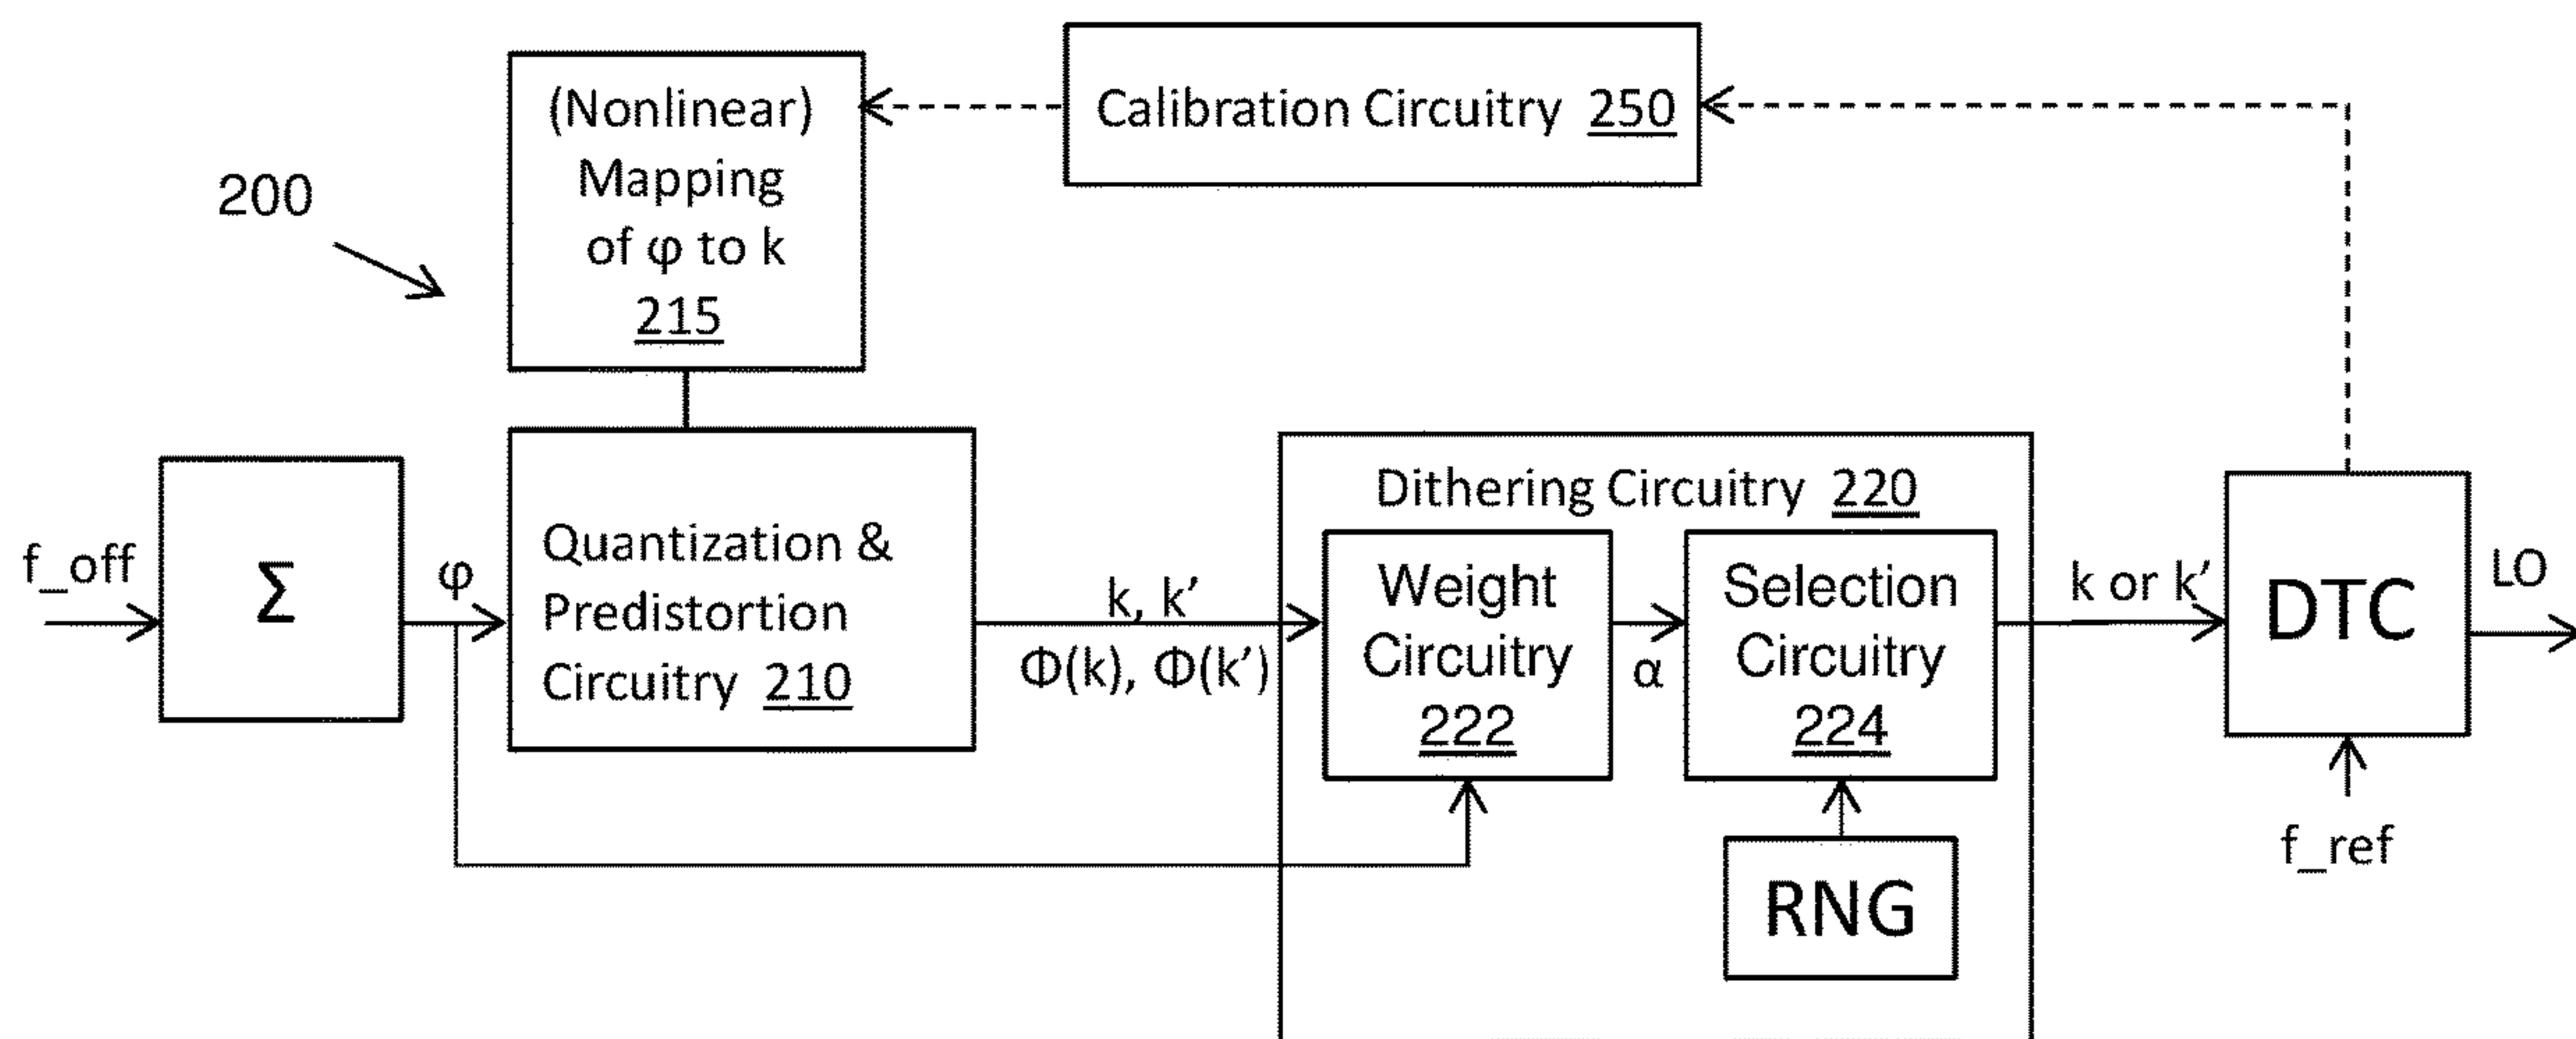 (Nonlinear)
Mapping
of φ to k
215
Calibration Circuitry 250
200
f_off
Σ
φ
Quantization &
Predistortion
Circuitry 210
k, k’
Φ(k), Φ(k’)
Dithering Circuitry 220
Weight
Circuitry
222
α
Selection
Circuitry
224
RNG
k or k’
DTC
LO
f_ref